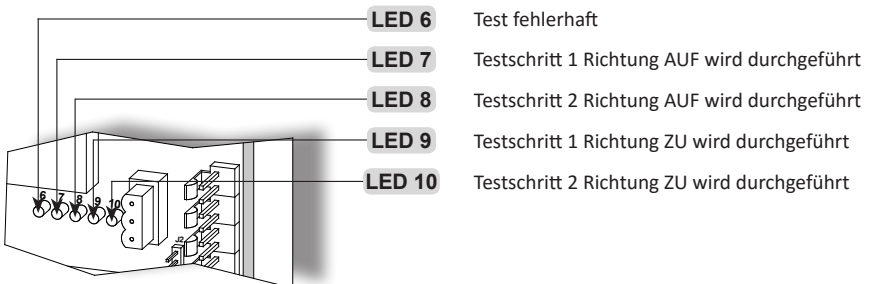 LED 6 Test fehlerhaft
LED 7 Testschritt 1 Richtung AUF wird durchgeführt
LED 8 Testschritt 2 Richtung AUF wird durchgeführt
LED 9 Testschritt 1 Richtung ZU wird durchgeführt
LED 10 Testschritt 2 Richtung ZU wird durchgeführt
6 7 8 9 10
J2